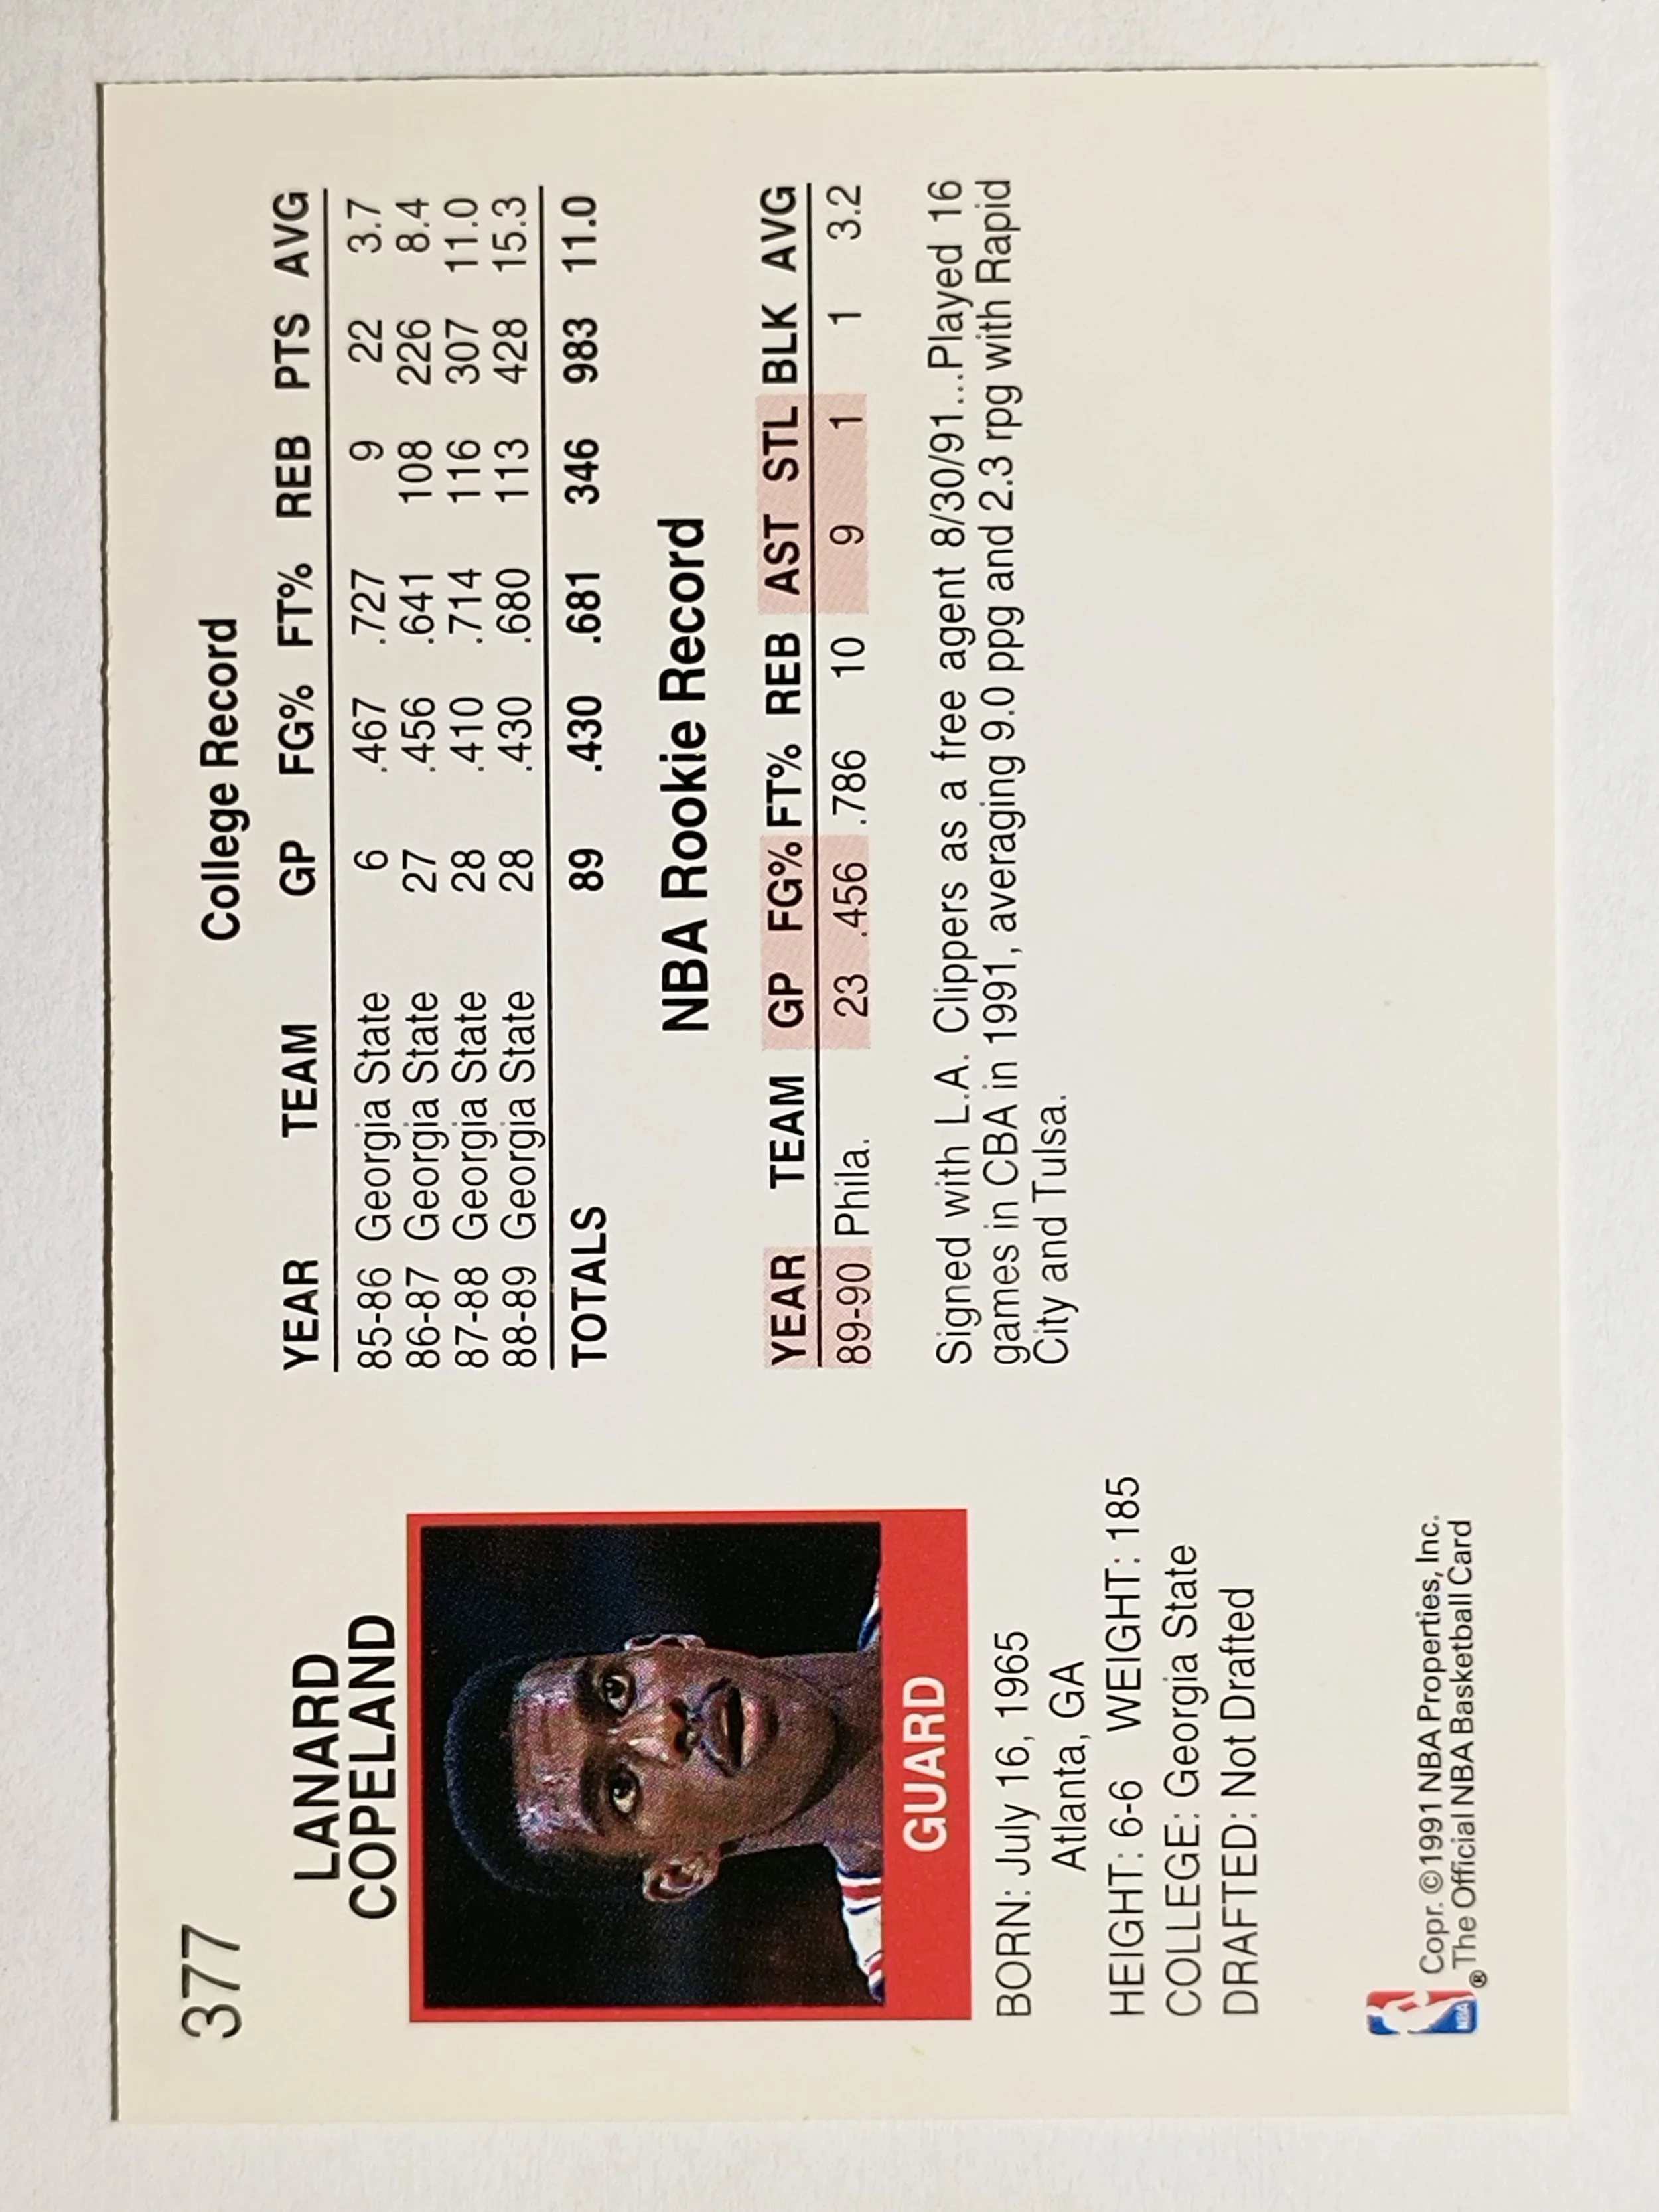 377
LANARD
COPELAND
GUARD
BORN: July 16, 1965
Atlanta, GA
HEIGHT: 6-6 WEIGHT: 185
COLLEGE: Georgia State
DRAFTED: Not Drafted
NBA
® Copr. ©1991 NBA Properties, Inc.
The Official NBA Basketball Card
College Record
YEAR TEAM GP FG% FT% REB PTS AVG
85-86 Georgia State 6 .467 .727 9 22 3.7
86-87 Georgia State 27 .456 .641 108 226 8.4
87-88 Georgia State 28 .410 .714 116 307 11.0
88-89 Georgia State 28 .430 .680 113 428 15.3
TOTALS 89 .430 .681 346 983 11.0
NBA Rookie Record
YEAR TEAM GP FG% FT% REB AST STL BLK AVG
89-90 Phila. 23 .456 .786 10 9 1 1 3.2
Signed with L.A. Clippers as a free agent 8/30/91...Played 16
games in CBA in 1991, averaging 9.0 ppg and 2.3 rpg with Rapid
City and Tulsa.